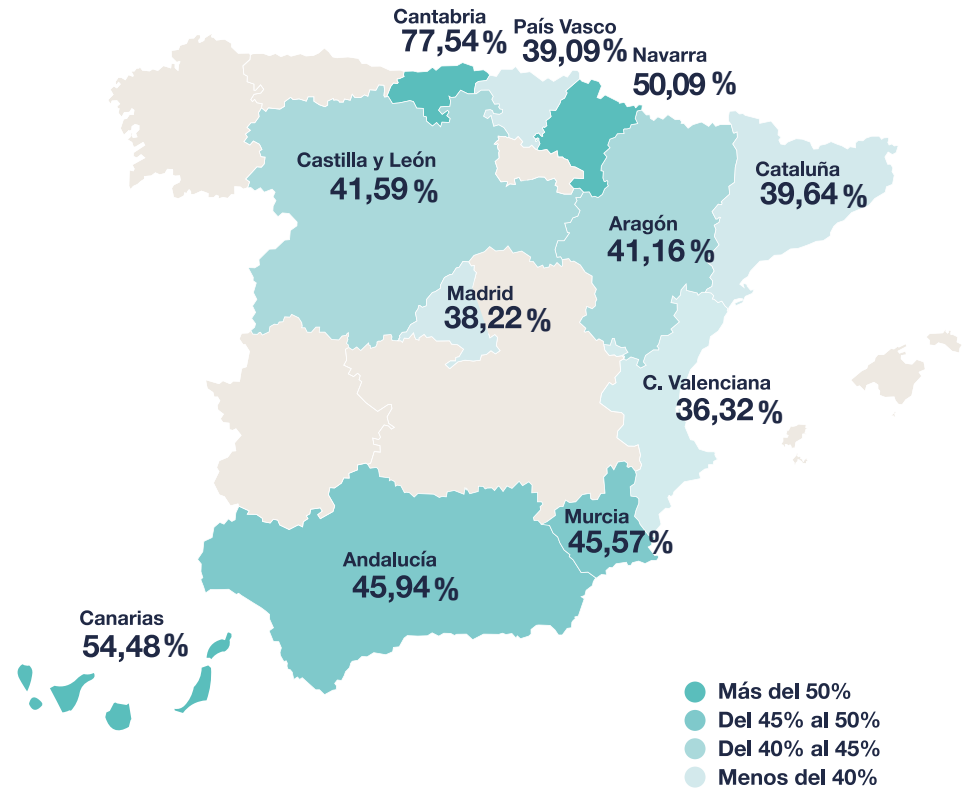 Cantabria
77,54 %
País Vasco
39,09 %
Navarra
50,09 %
Castilla y León
41,59 %
Cataluña
39,64 %
Aragón
41,16 %
Madrid
38,22 %
C. Valenciana
36,32 %
Murcia
45,57 %
Andalucía
45,94 %
Canarias
54,48 %
Más del 50%
Del 45% al 50%
Del 40% al 45%
Menos del 40%